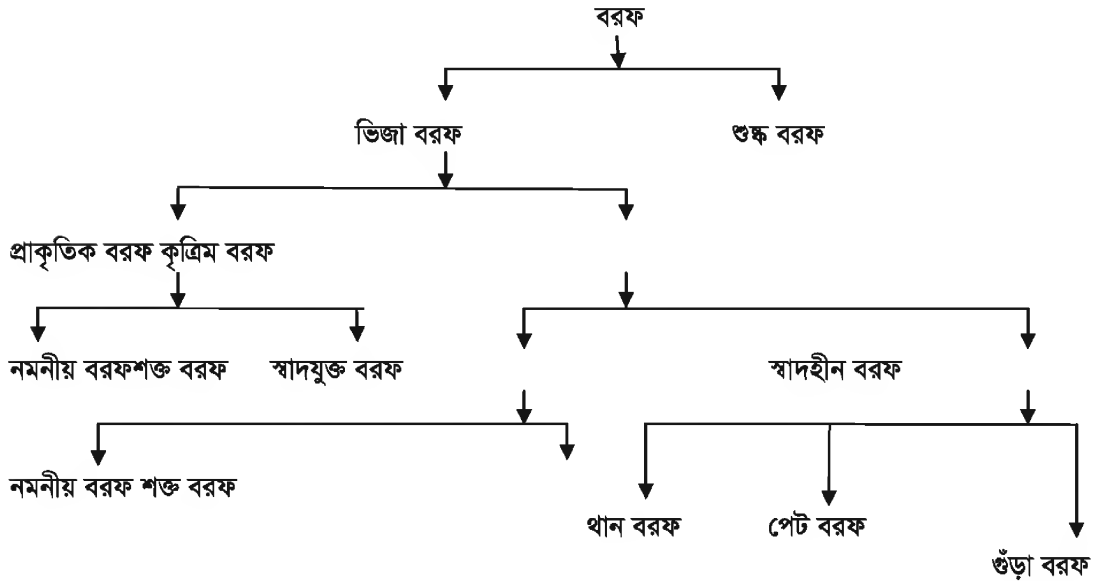 বরফ
ভিজা বরফ শুষ্ক বরফ
প্রাকৃতিক বরফ কৃত্রিম বরফ
নমনীয় বরফশক্ত বরফ স্বাদযুক্ত বরফ স্বাদহীন বরফ
নমনীয় বরফ শক্ত বরফ
থান বরফ পেট বরফ
গুঁড়া বরফ